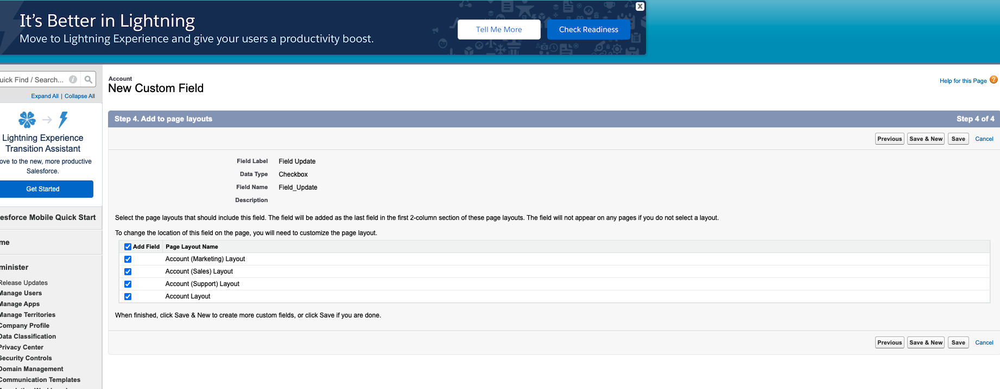 It's Better in Lightning
Move to Lightning Experience and give your users a productivity boost.
Tell Me More
Check Readiness
X
uick Find / Search...
Expand All | Collapse All
Lightning Experience
Transition Assistant
ove to the new, more productive
Salesforce.
Get Started
esforce Mobile Quick Start
me
minister
Release Updates
Manage Users
Manage Apps
Manage Territories
Company Profile
Data Classification
Privacy Center
Security Controls
Domain Management
Communication Templates
Account
New Custom Field
Help for this Page ?
Step 4. Add to page layouts
Step 4 of 4
Previous Save & New Save Cancel
Field Label Field Update
Data Type Checkbox
Field Name Field_Update
Description
Select the page layouts that should include this field. The field will be added as the last field in the first 2-column section of these page layouts. The field will not appear on any pages if you do not select a layout.
To change the location of this field on the page, you will need to customize the page layout.
Add Field Page Layout Name
Account (Marketing) Layout
Account (Sales) Layout
Account (Support) Layout
Account Layout
When finished, click Save & New to create more custom fields, or click Save if you are done.
Previous Save & New Save Cancel